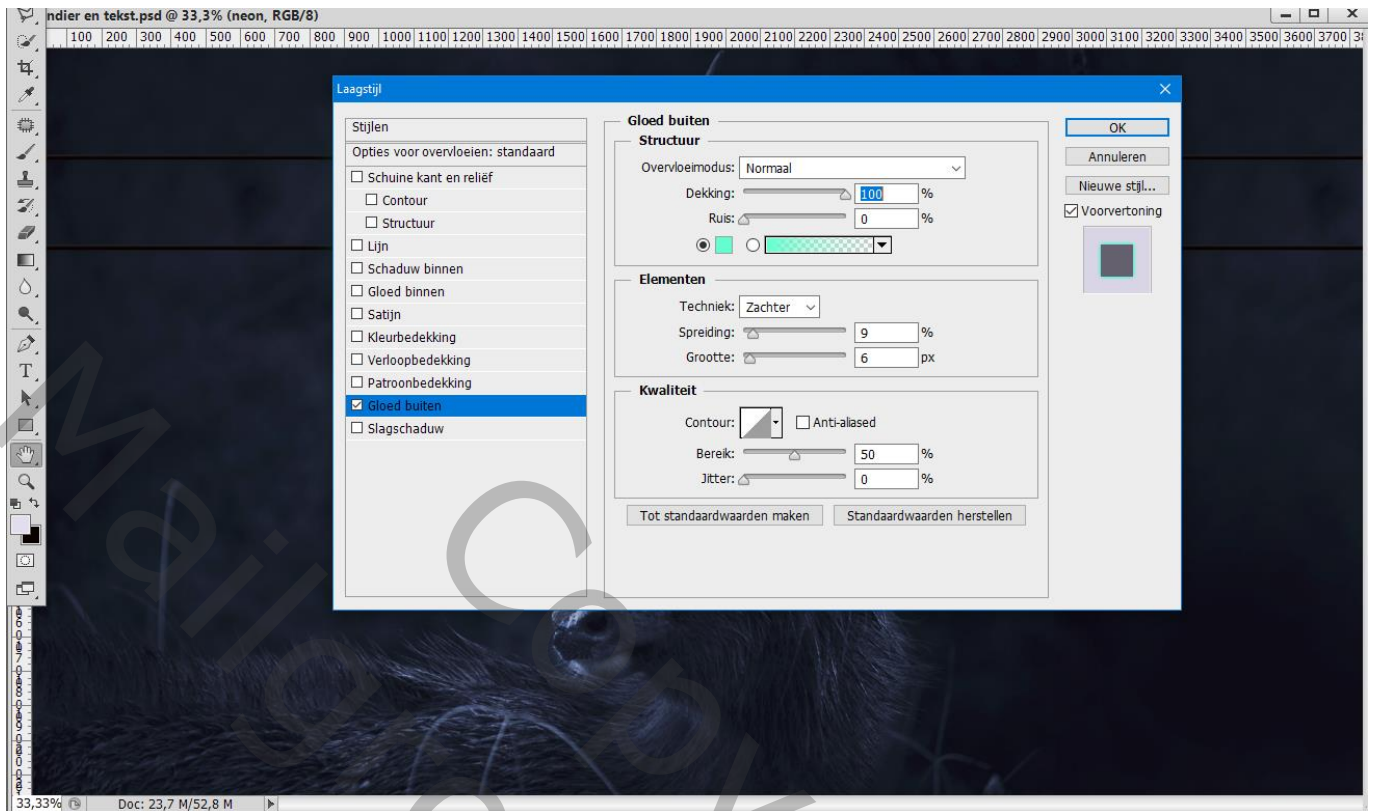 ndier en tekst.psd @ 33,3% (neon, RGB/8)
100 200 300 400 500 600 700 800 900 1000 1100 1200 1300 1400 1500 1600 1700 1800 1900 2000 2100 2200 2300 2400 2500 2600 2700 2800 2900 3000 3100 3200 3300 3400 3500 3600 3700
Laagstijl
Stijlen
Opties voor overvloeien: standaard
Schuine kant en reliëf
Contour
Structuur
Lijn
Schaduw binnen
Gloed binnen
Satijn
Kleurbedekking
Verloopbedekking
Patroonbedekking
Gloed buiten
Slagschaduw
Gloed buiten
Structuur
Overvloeimodus: Normaal
Dekking: 100 %
Ruis: 0 %
Elementen
Techniek: Zachter
Spreiding: 9 %
Grootte: 6 px
Kwaliteit
Contour: Anti-aliased
Bereik: 50 %
Jitter: 0 %
Tot standaardwaarden maken Standaardwaarden herstellen
OK
Annuleren
Nieuwe stijl...
Voorvertoning
T
33,33% Doc: 23,7 M/52,8 M